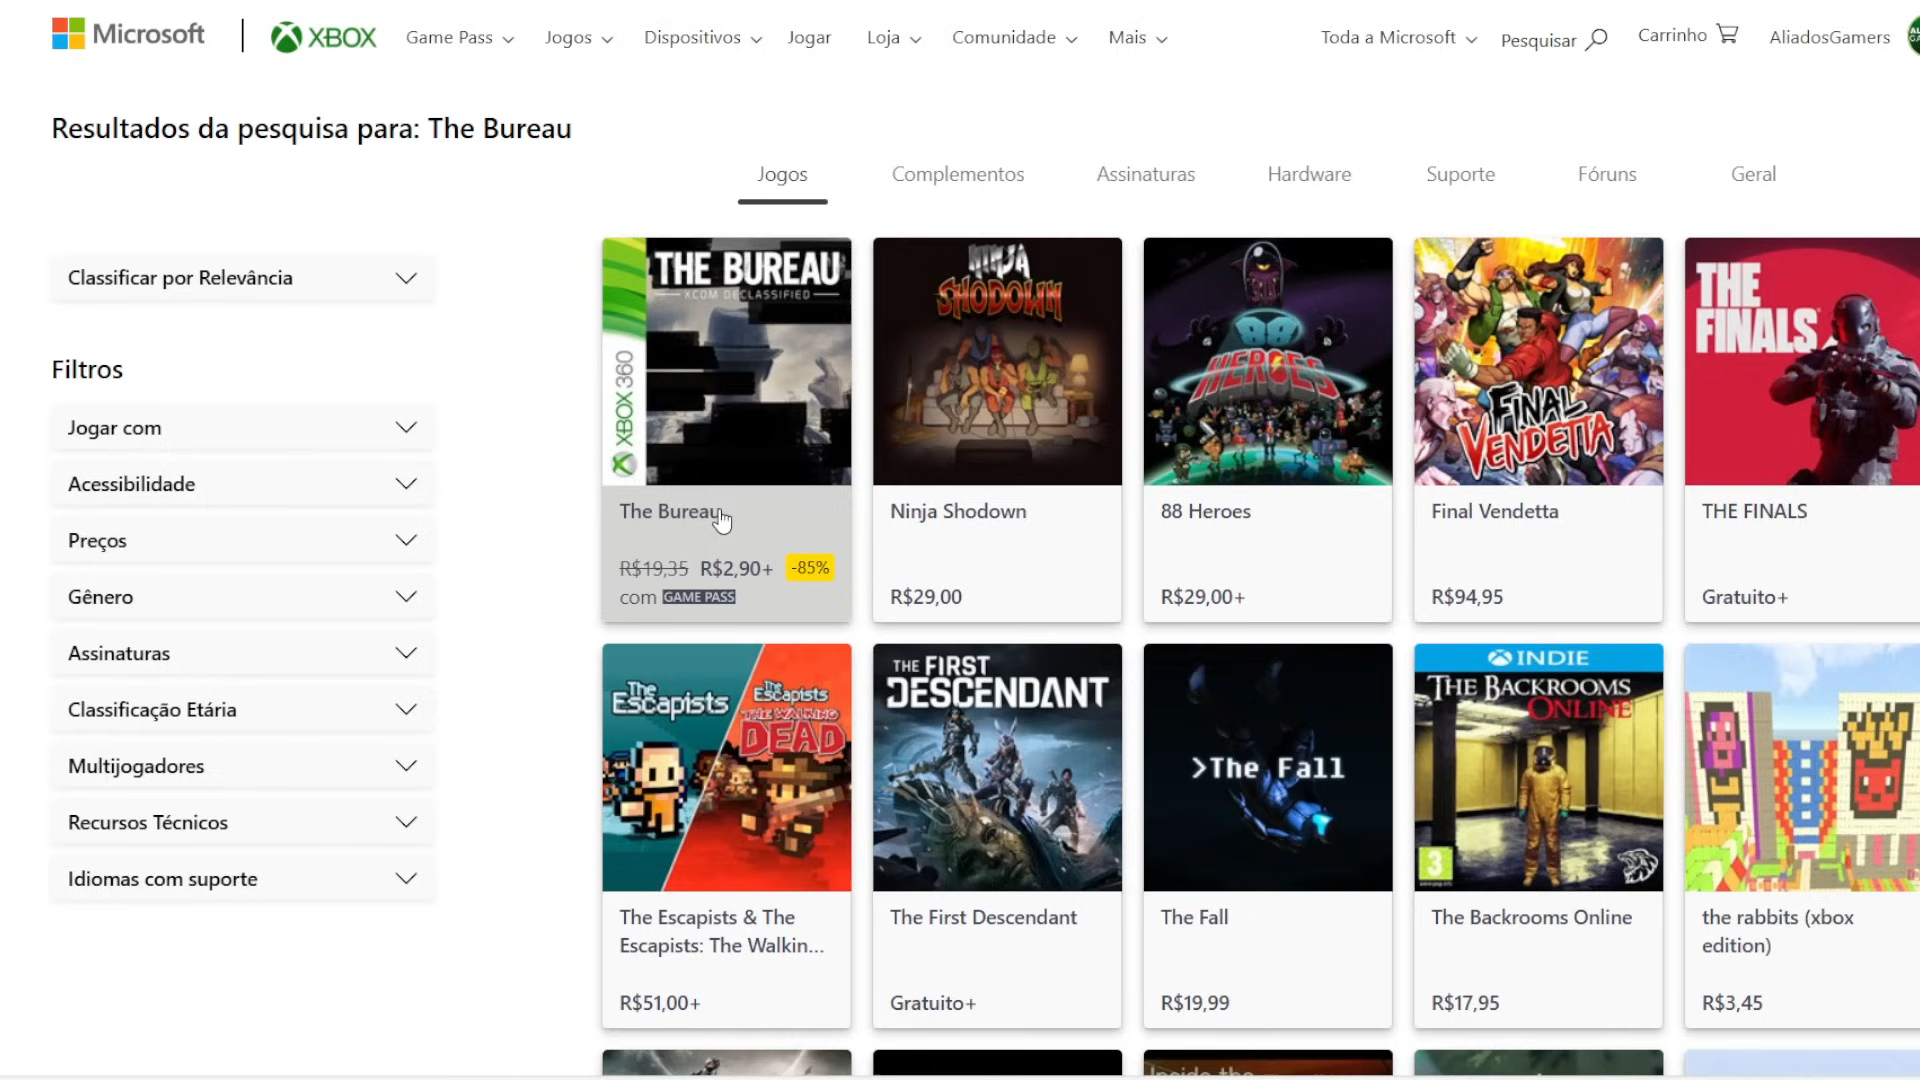 Microsoft
XBOX
Game Pass
Jogos
Dispositivos
Jogar
Loja
Comunidade
Mais
Toda a Microsoft
Pesquisar
Carrinho
AliadosGamers
Resultados da pesquisa para: The Bureau
Jogos
Complementos
Assinaturas
Hardware
Suporte
Fóruns
Geral
Classificar por Relevância
Filtros
Jogar com
Acessibilidade
Preços
Gênero
Assinaturas
Classificação Etária
Multijogadores
Recursos Técnicos
Idiomas com suporte
XBOX 360
THE BUREAU
XCOM DECLASSIFIED
The Bureau
R$19,35 R$2,90+ -85%
com GAME PASS
NINJA
SHODOWN
Ninja Shodown
R$29,00
88
HEROES
88 Heroes
R$29,00+
FINAL
VENDETTA
Final Vendetta
R$94,95
THE
FINALS
THE FINALS
Gratuito+
The
Escapists
The
Escapists
THE WALKING
DEAD
The Escapists & The
Escapists: The Walkin...
R$51,00+
THE FIRST
DESCENDANT
The First Descendant
Gratuito+
>The Fall
The Fall
R$19,99
INDIE
THE BACKROOMS
ONLINE
3
The Backrooms Online
R$17,95
the rabbits (xbox
edition)
R$3,45
Inside the